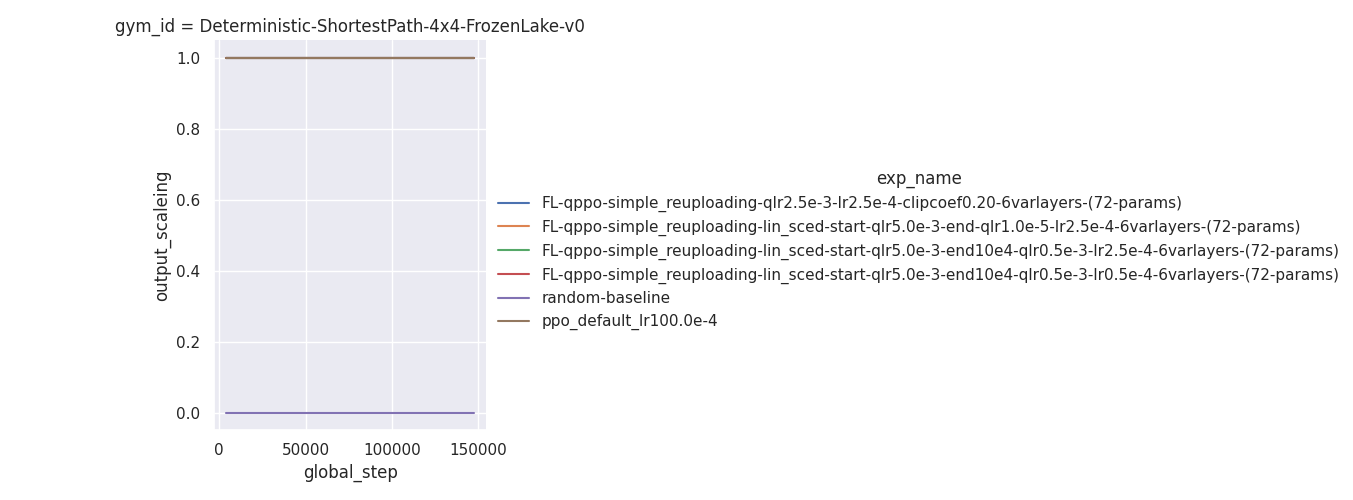 gym_id = Deterministic-ShortestPath-4x4-FrozenLake-v0
1.0
0.8
0.6
0.4
0.2
0.0
output_scaleing
0
50000
100000
150000
global_step
exp_name
FL-qppo-simple_reuploading-qlr2.5e-3-lr2.5e-4-clipcoef0.20-6varlayers-(72-params)
FL-qppo-simple_reuploading-lin_sced-start-qlr5.0e-3-end-qlr1.0e-5-lr2.5e-4-6varlayers-(72-params)
FL-qppo-simple_reuploading-lin_sced-start-qlr5.0e-3-end10e4-qlr0.5e-3-lr2.5e-4-6varlayers-(72-params)
FL-qppo-simple_reuploading-lin_sced-start-qlr5.0e-3-end10e4-qlr0.5e-3-lr0.5e-4-6varlayers-(72-params)
random-baseline
ppo_default_lr100.0e-4